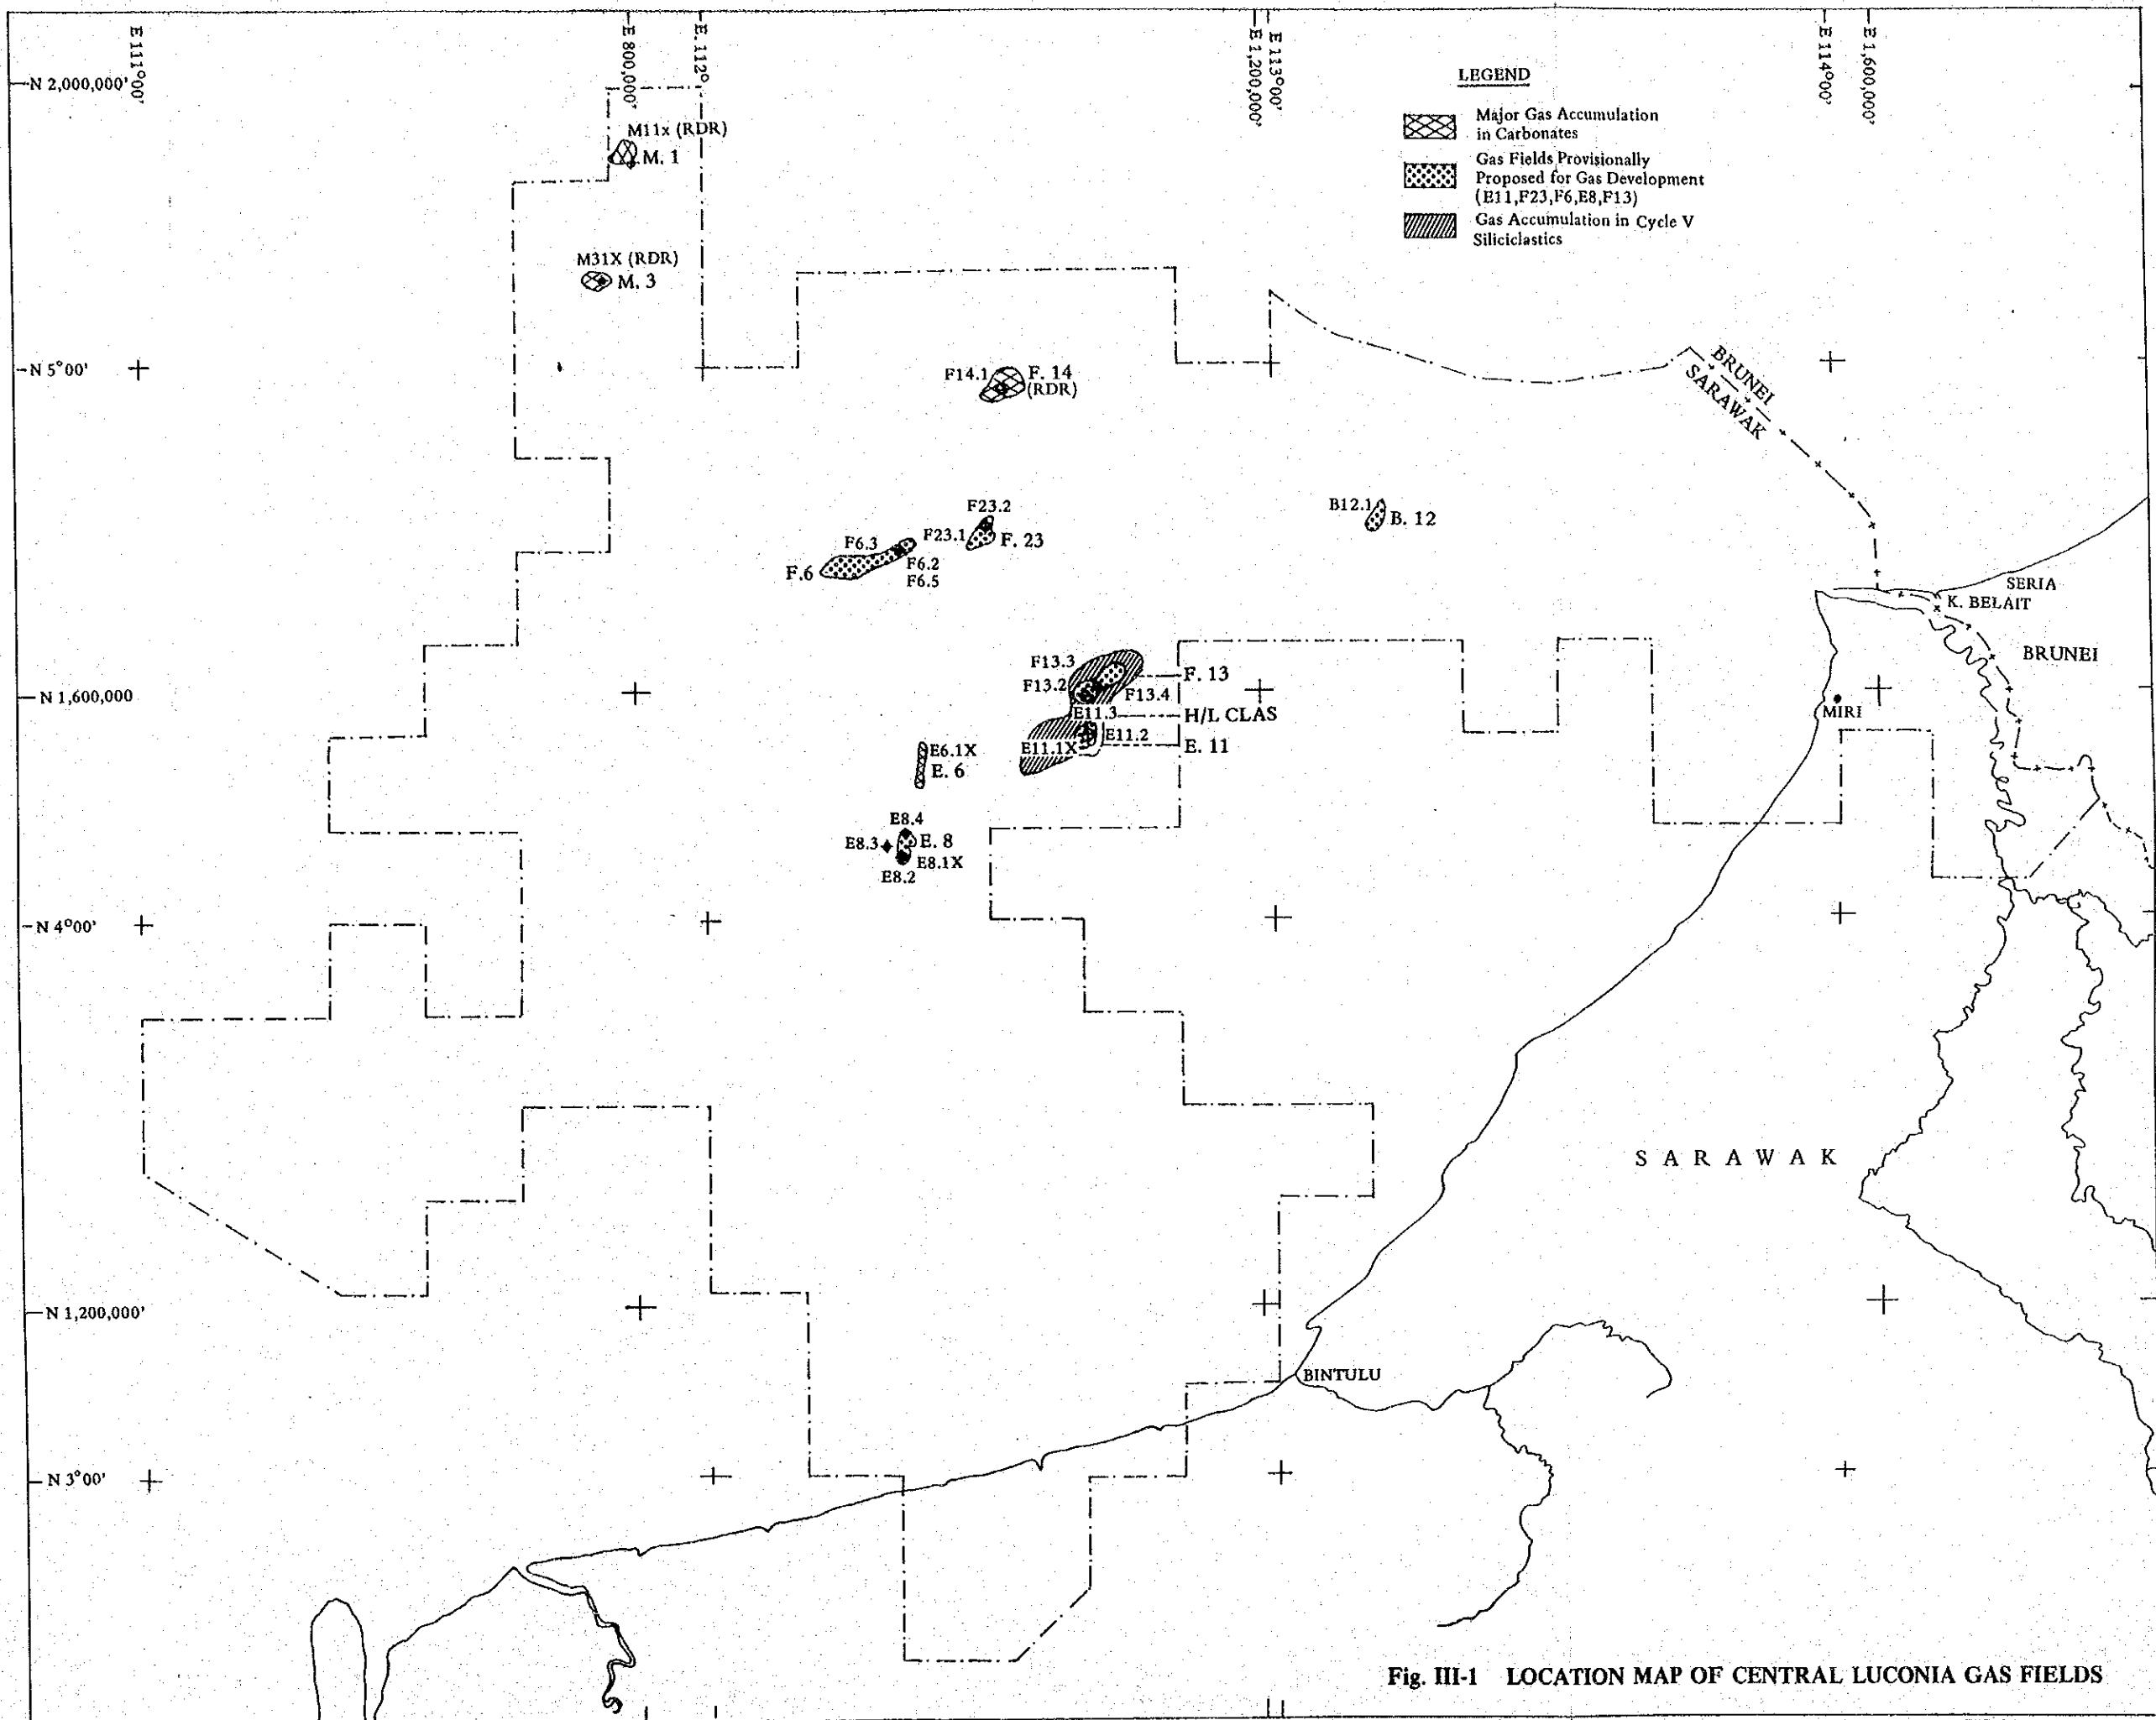 E 111°00'
E 800,000'
E. 112°
E 1,200,000'
E 113°00'
E 114°00'
E 1,600,000'
N 2,000,000'
LEGEND
Major Gas Accumulation
in Carbonates
Gas Fields Provisionally
Proposed for Gas Development
(E11,F23,F6,E8,F13)
Gas Accumulation in Cycle V
Siliciclastics
M11x (RDR)
M. 1
M31X (RDR)
M. 3
N 5°00'
F14.1
F. 14
(RDR)
BRUNEI
SARAWAK
F23.2
F23.1
F. 23
B12.1
B. 12
F6.3
F.6
F6.2
F6.5
SERIA
K. BELAIT
BRUNEI
F13.3
F. 13
F13.2
F13.4
N 1,600,000
E11.3
H/L CLAS
MIRI
E11.2
E11.1X
E. 11
E6.1X
E. 6
E8.4
E8.3
E. 8
E8.1X
E8.2
N 4°00'
SARAWAK
N 1,200,000'
BINTULU
N 3°00'
Fig. III-1 LOCATION MAP OF CENTRAL LUCONIA GAS FIELDS